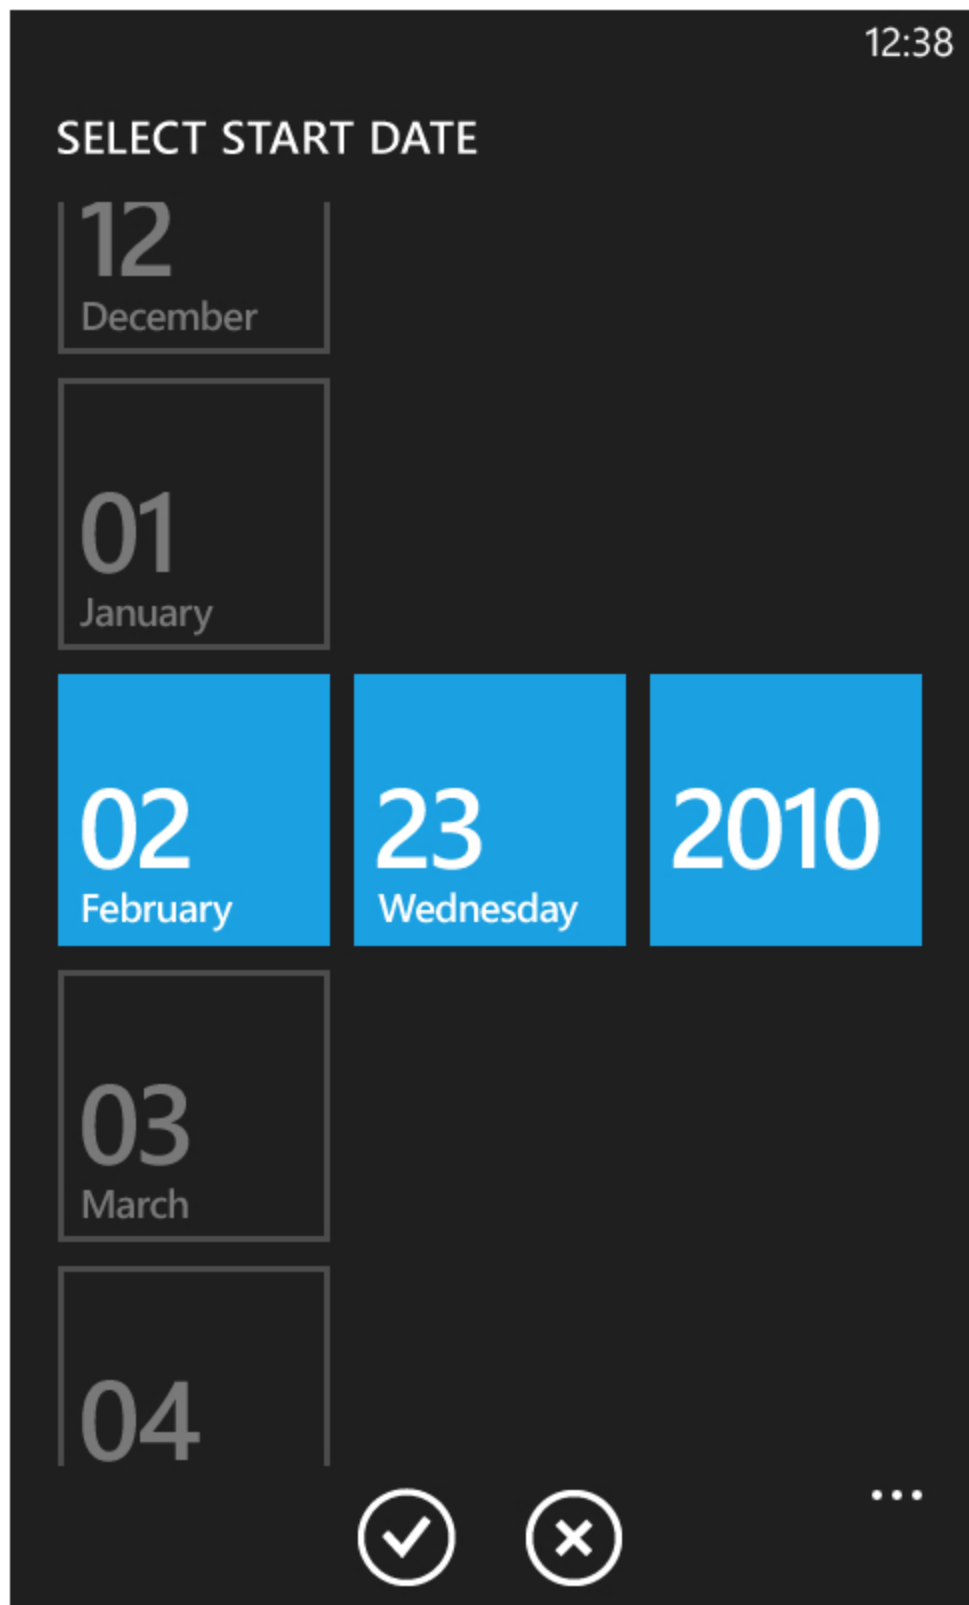 12:38
SELECT START DATE
12
December
01
January
02 23 2010
February Wednesday
03
March
04